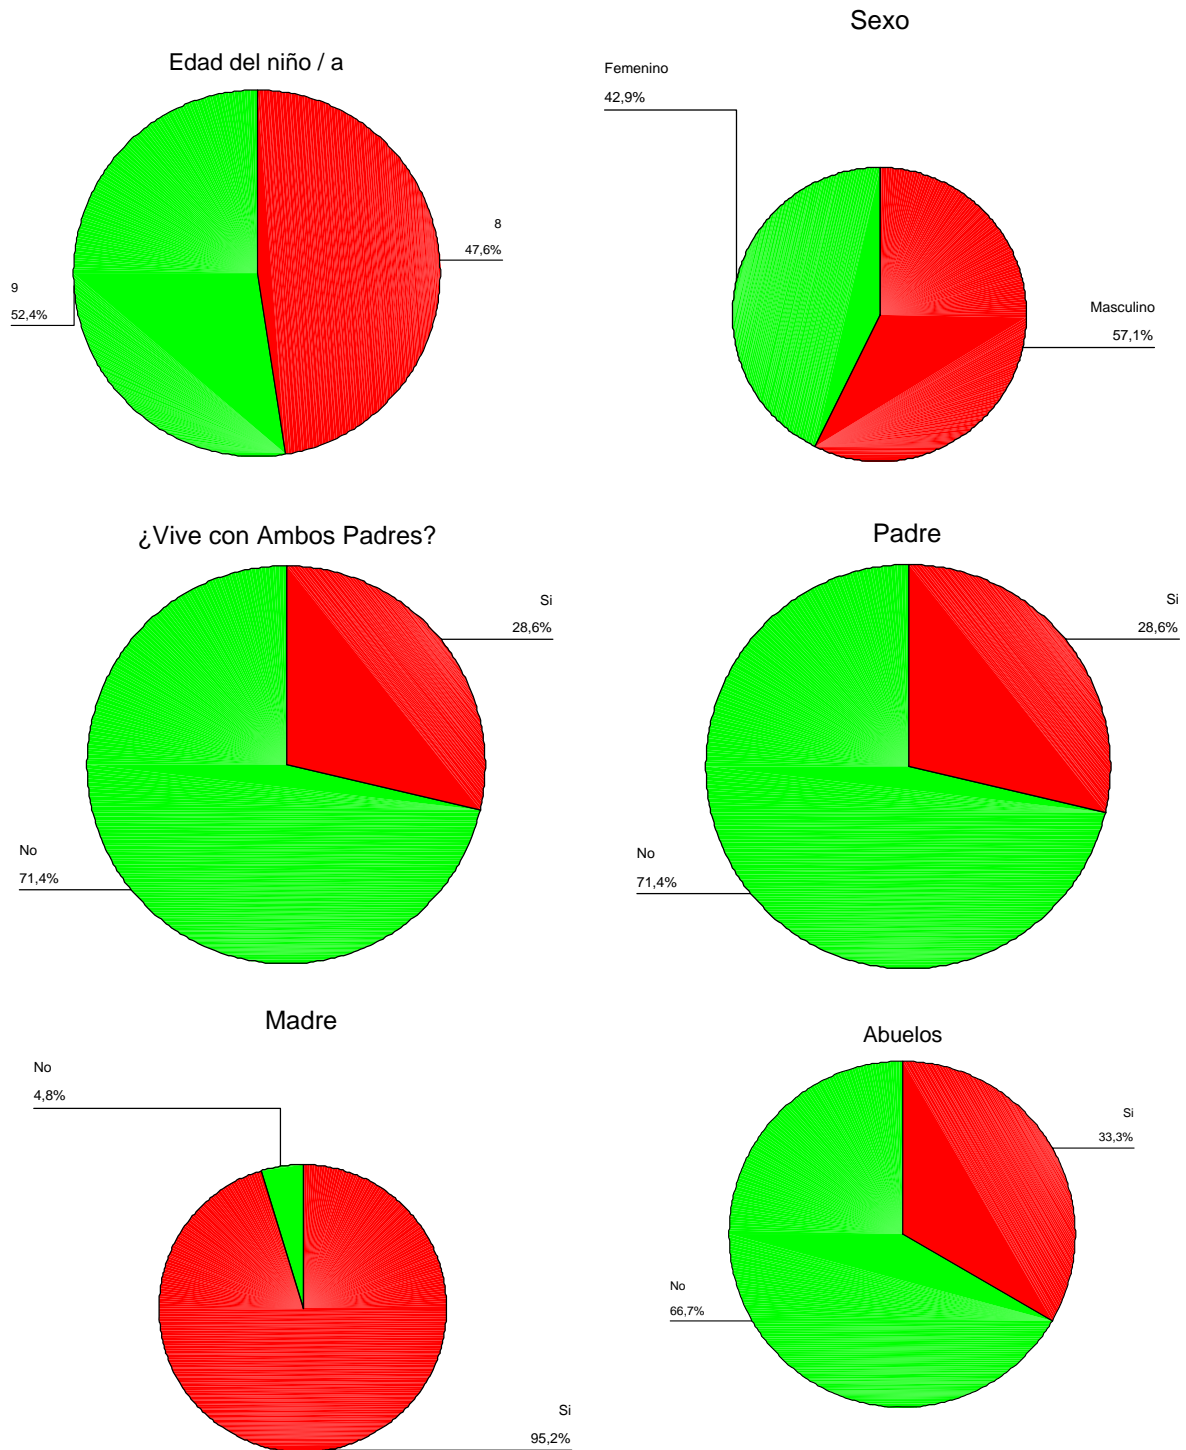 Edad del niño / a
8
47,6%
9
52,4%
Sexo
Femenino
42,9%
Masculino
57,1%
¿Vive con Ambos Padres?
Si
28,6%
No
71,4%
Padre
Si
28,6%
No
71,4%
Madre
No
4,8%
Si
95,2%
Abuelos
Si
33,3%
No
66,7%